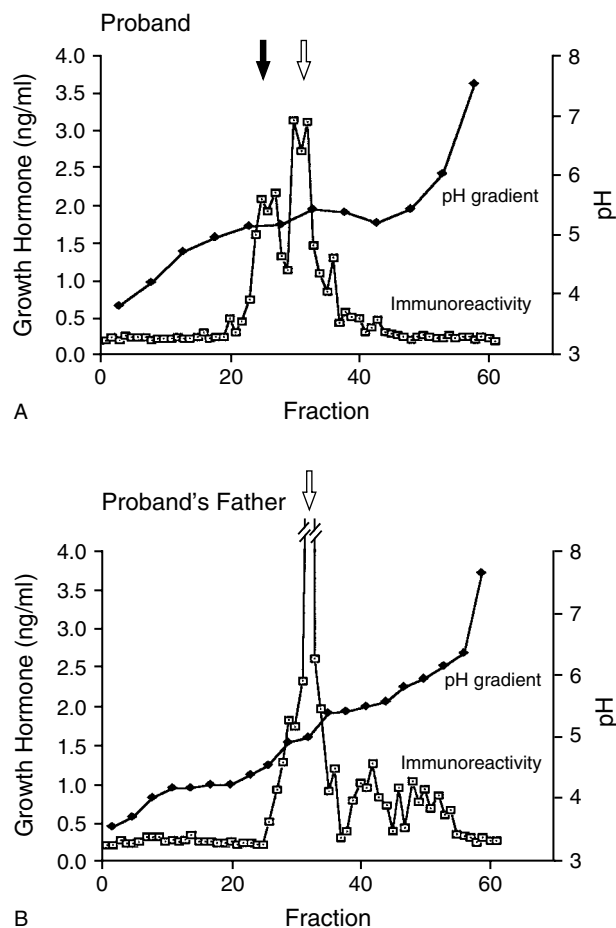 Proband
Growth Hormone (ng/ml)
4.0
3.5
3.0
2.5
2.0
1.5
1.0
0.5
0.0
8
7
6
5
4
3
pH
pH gradient
Immunoreactivity
0 20 40 60
Fraction
A
Proband's Father
Growth Hormone (ng/ml)
4.0
3.5
3.0
2.5
2.0
1.5
1.0
0.5
0.0
8
7
6
5
4
3
pH
pH gradient
Immunoreactivity
0 20 40 60
Fraction
B